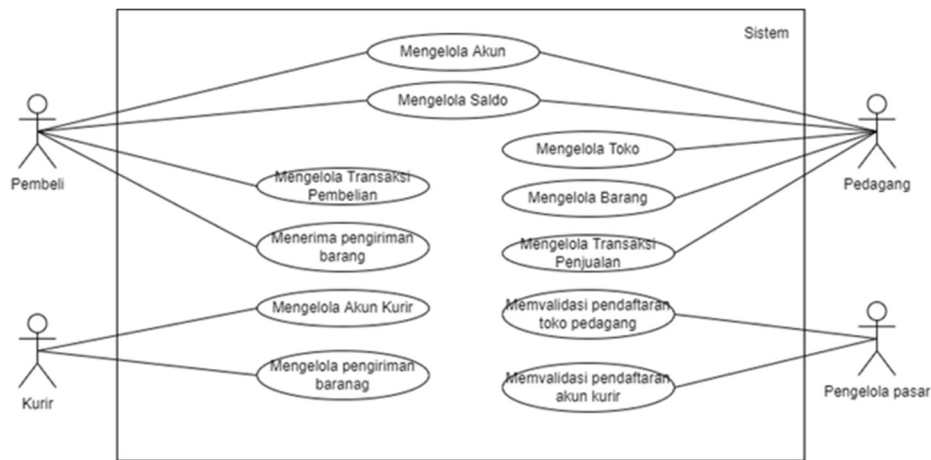 Sistem
Mengelola Akun
Mengelola Saldo
Mengelola Toko
Pembeli
Mengelola Transaksi
Pembelian
Mengelola Barang
Pedagang
Menerima pengiriman
barang
Mengelola Transaksi
Penjualan
Mengelola Akun Kurir
Memvalidasi pendaftaran
toko pedagang
Mengelola pengiriman
baranag
Memvalidasi pendaftaran
akun kurir
Kurir
Pengelola pasar